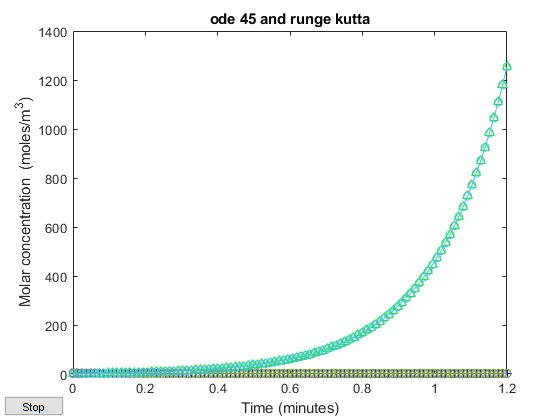 ode 45 and runge kutta
1400
1200
1000
800
600
400
200
0
Molar concentration (moles/m³)
0 0.2 0.4 0.6 0.8 1 1.2
Time (minutes)
Stop